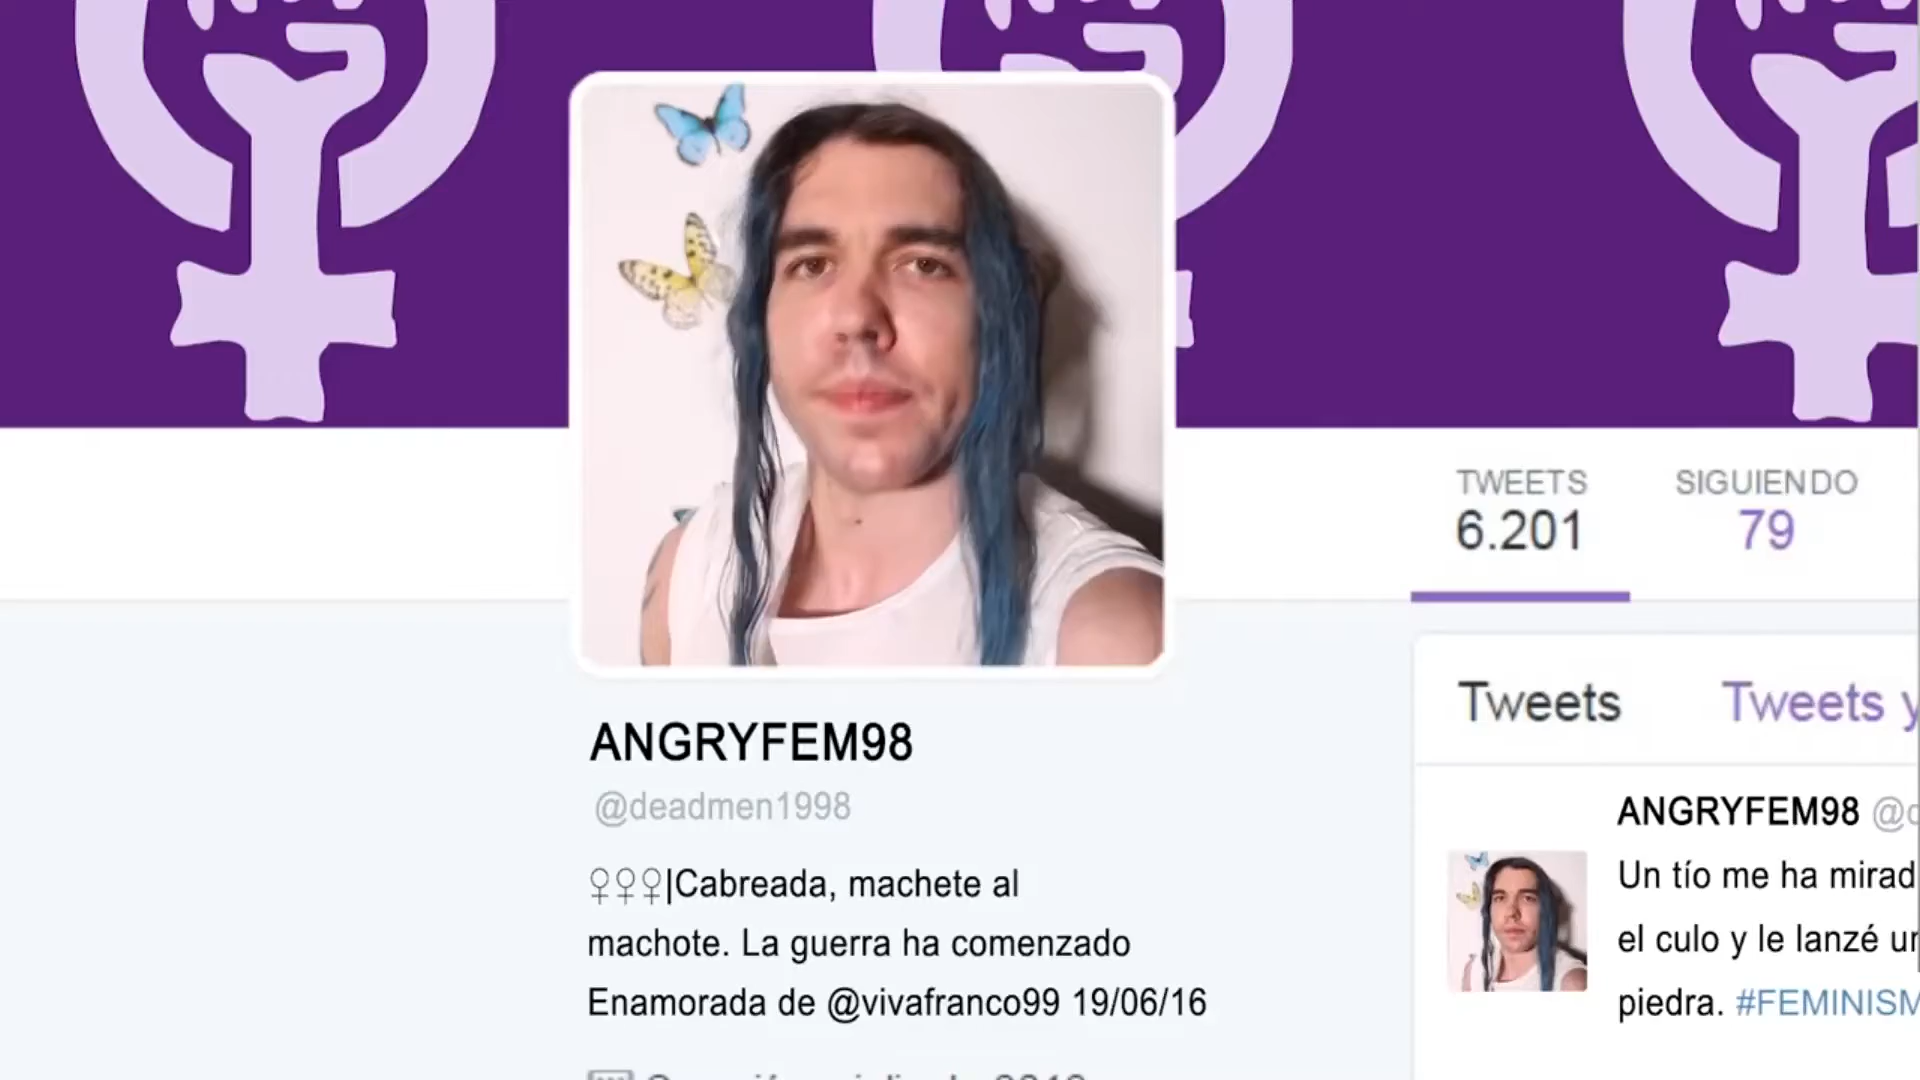 TWEETS
6.201
SIGUIENDO
79
ANGRYFEM98
@deadmen1998
♀♀♀|Cabreada, machete al
machote. La guerra ha comenzado
Enamorada de @vivafranco99 19/06/16
Tweets
Tweets y
ANGRYFEM98
Un tío me ha mirad
el culo y le lanzé un
piedra. #FEMINISM